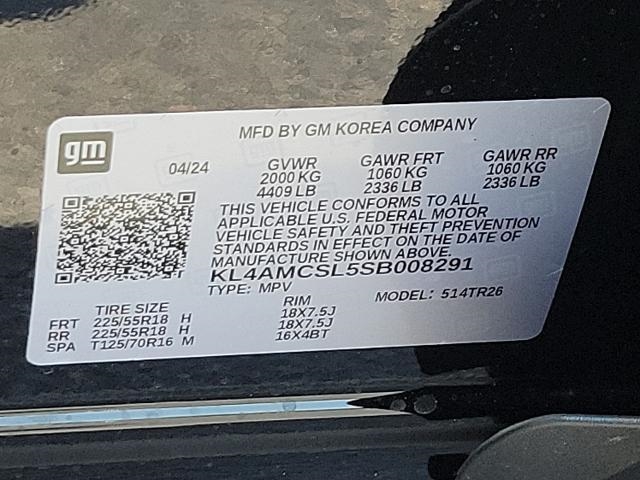 gm
MFD BY GM KOREA COMPANY
04/24 GVWR GAWR FRT GAWR RR
2000 KG 1060 KG 1060 KG
4409 LB 2336 LB 2336 LB
THIS VEHICLE CONFORMS TO ALL
APPLICABLE U.S. FEDERAL MOTOR
VEHICLE SAFETY AND THEFT PREVENTION
STANDARDS IN EFFECT ON THE DATE OF
MANUFACTURE SHOWN ABOVE.
KL4AMCSL5SB008291
TYPE: MPV MODEL: 514TR26
TIRE SIZE RIM
FRT 225/55R18 H 18X7.5J
RR 225/55R18 H 18X7.5J
SPA T125/70R16 M 16X4BT